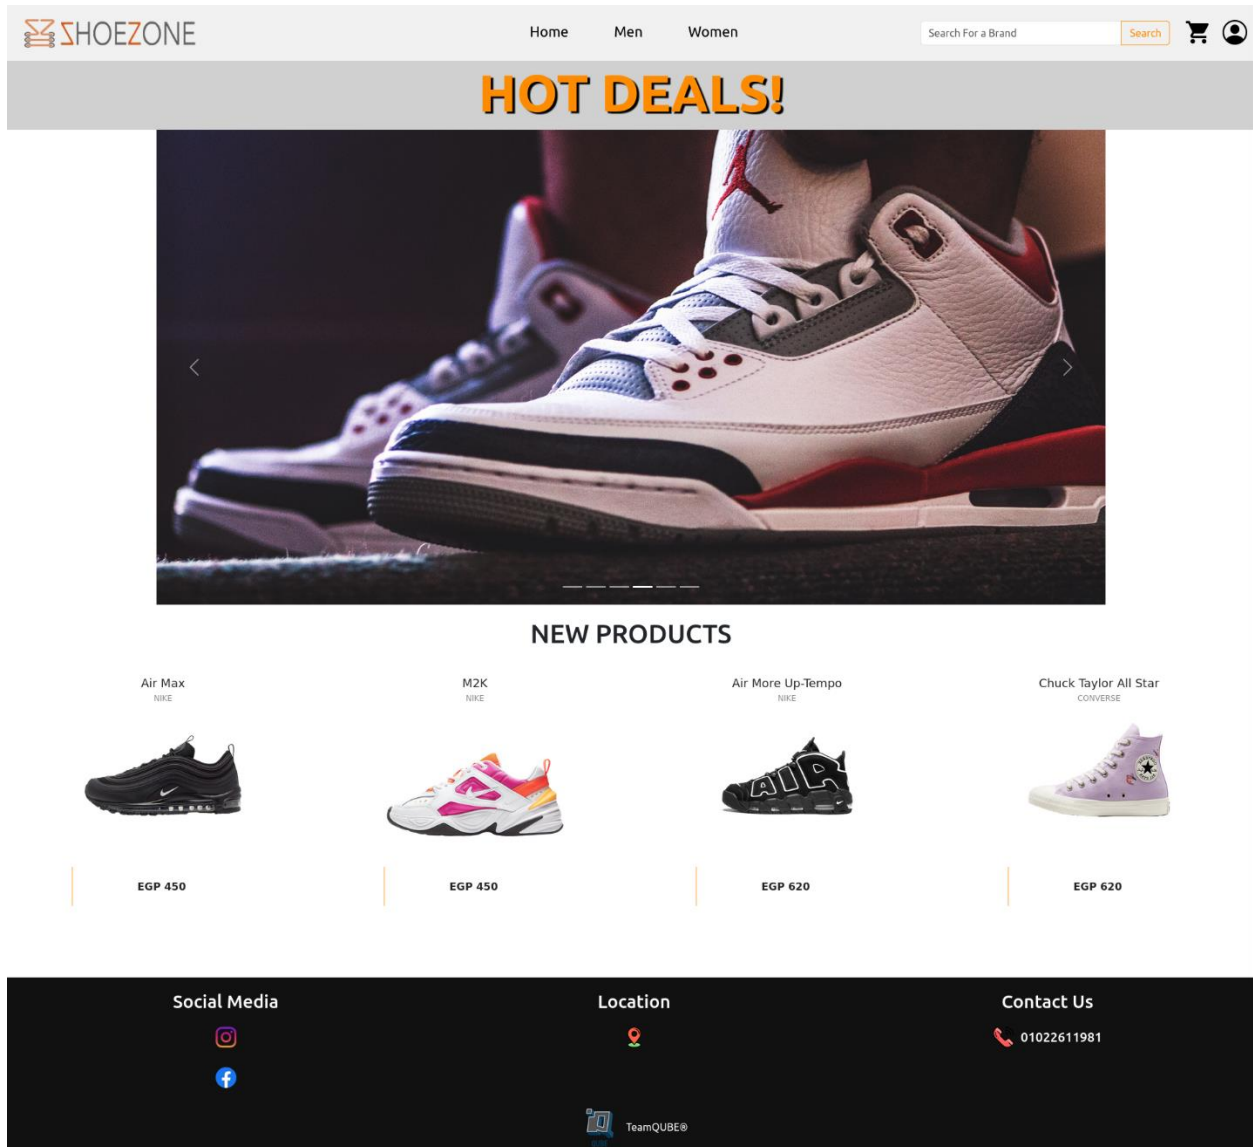 SHOEZONE
Home Men Women
Search For a Brand Search
HOT DEALS!
NEW PRODUCTS
Air Max
NIKE
M2K
NIKE
Air More Up-Tempo
NIKE
Chuck Taylor All Star
CONVERSE
AIR
EGP 450
EGP 450
EGP 620
EGP 620
Social Media
Location
Contact Us
01022611981
TeamQUBE®